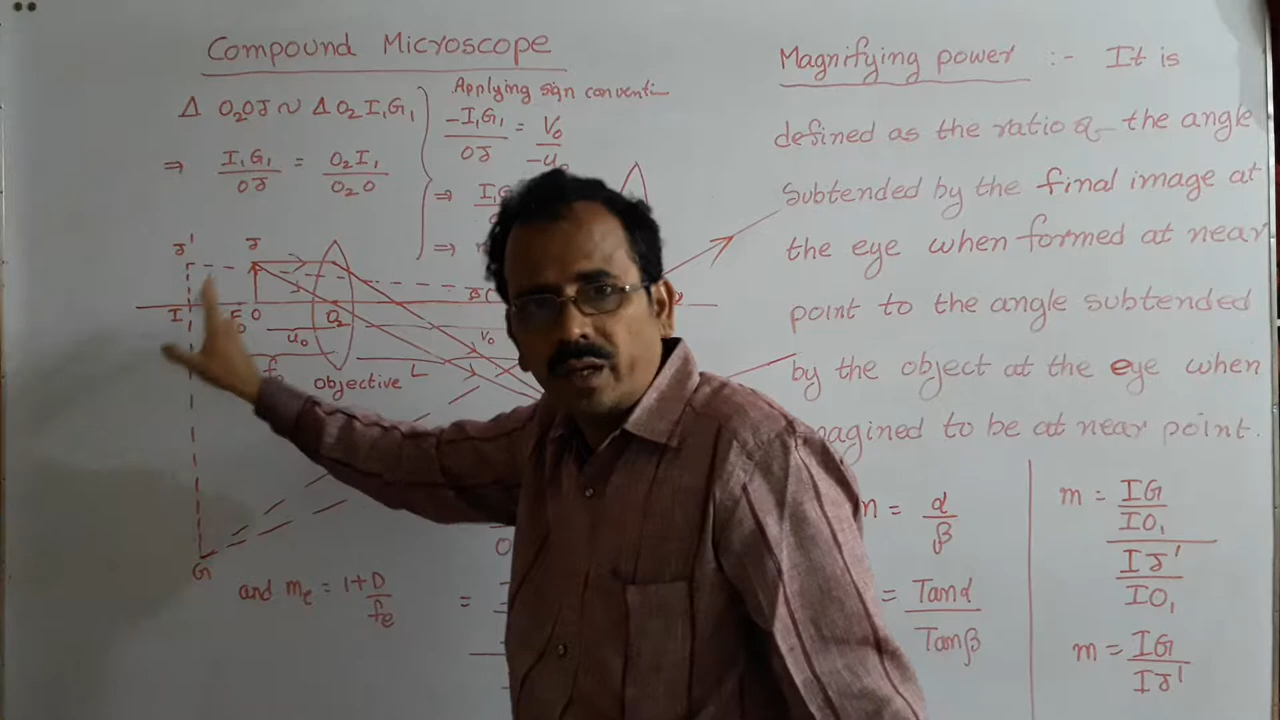 Compound Microscope
Δ O₂OJ ~ Δ O₂ I₁G₁
⇒ I₁G₁/OJ = O₂I₁/O₂O
Applying sign conventi
-I₁G₁/OJ = V₀/-u₀
⇒
⇒
J' J
I F₀ O O₂
u₀ V₀
f₀
objective L
G
and mₑ = 1+D/fₑ
=
Magnifying power :- It is
defined as the ratio of the angle
Subtended by the final image at
the eye when formed at near
point to the angle subtended
by the object at the eye when
imagined to be at near point.
= α/β
= Tanα/Tanβ
m = IG/IO₁ / IJ'/IO₁
m = IG/IJ'